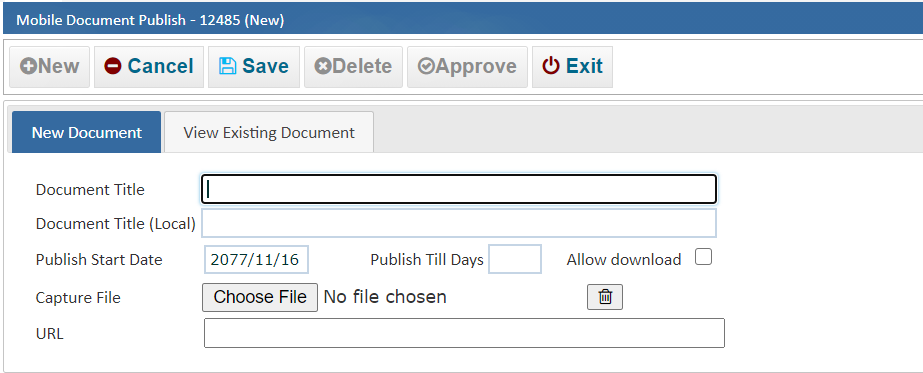 Mobile Document Publish - 12485 (New)
New Cancel Save Delete Approve Exit
New Document View Existing Document
Document Title
Document Title (Local)
Publish Start Date 2077/11/16 Publish Till Days Allow download
Capture File Choose File No file chosen
URL